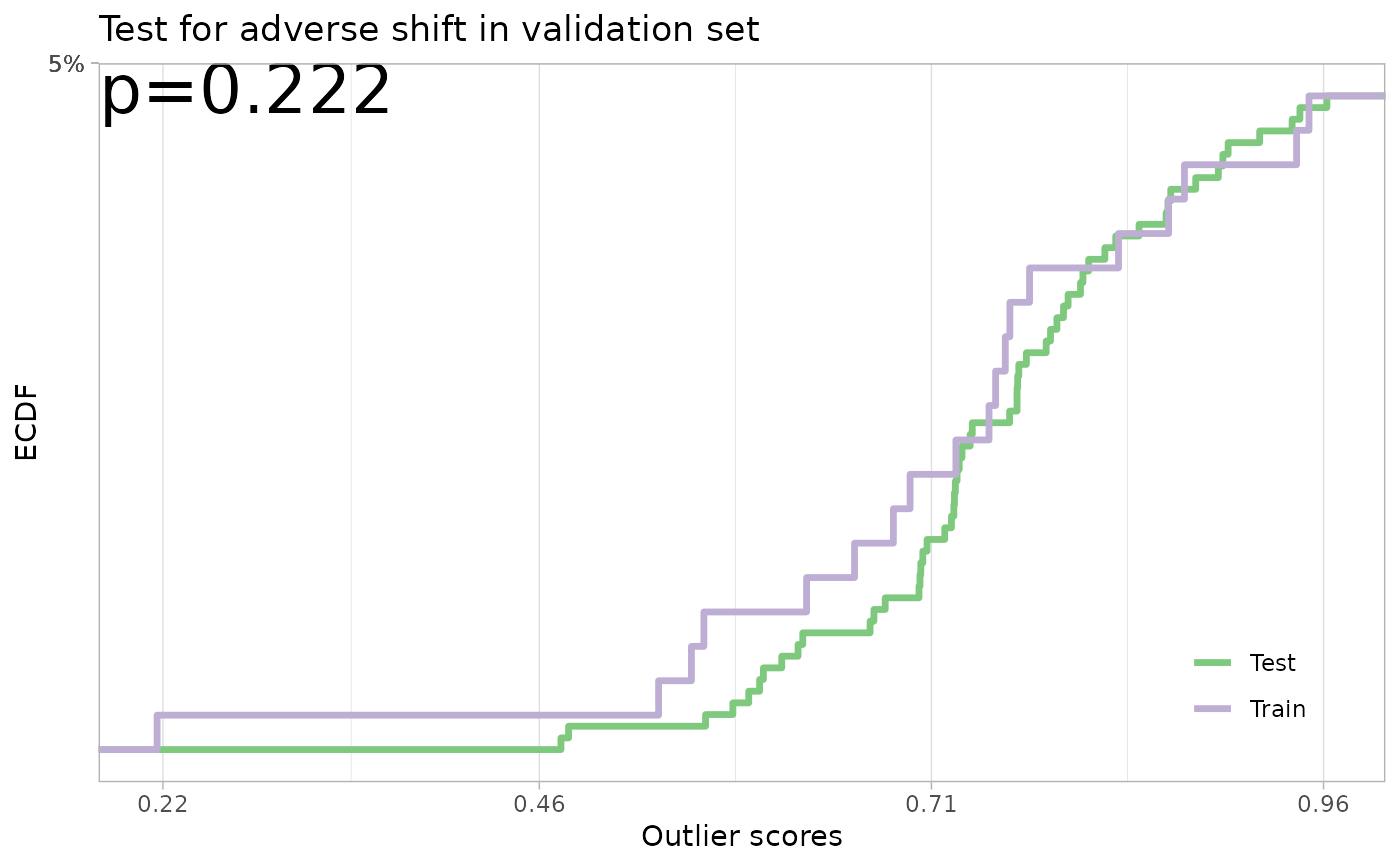 Test for adverse shift in validation set
5%
p=0.222
ECDF
Test
Train
0.22 0.46 0.71 0.96
Outlier scores